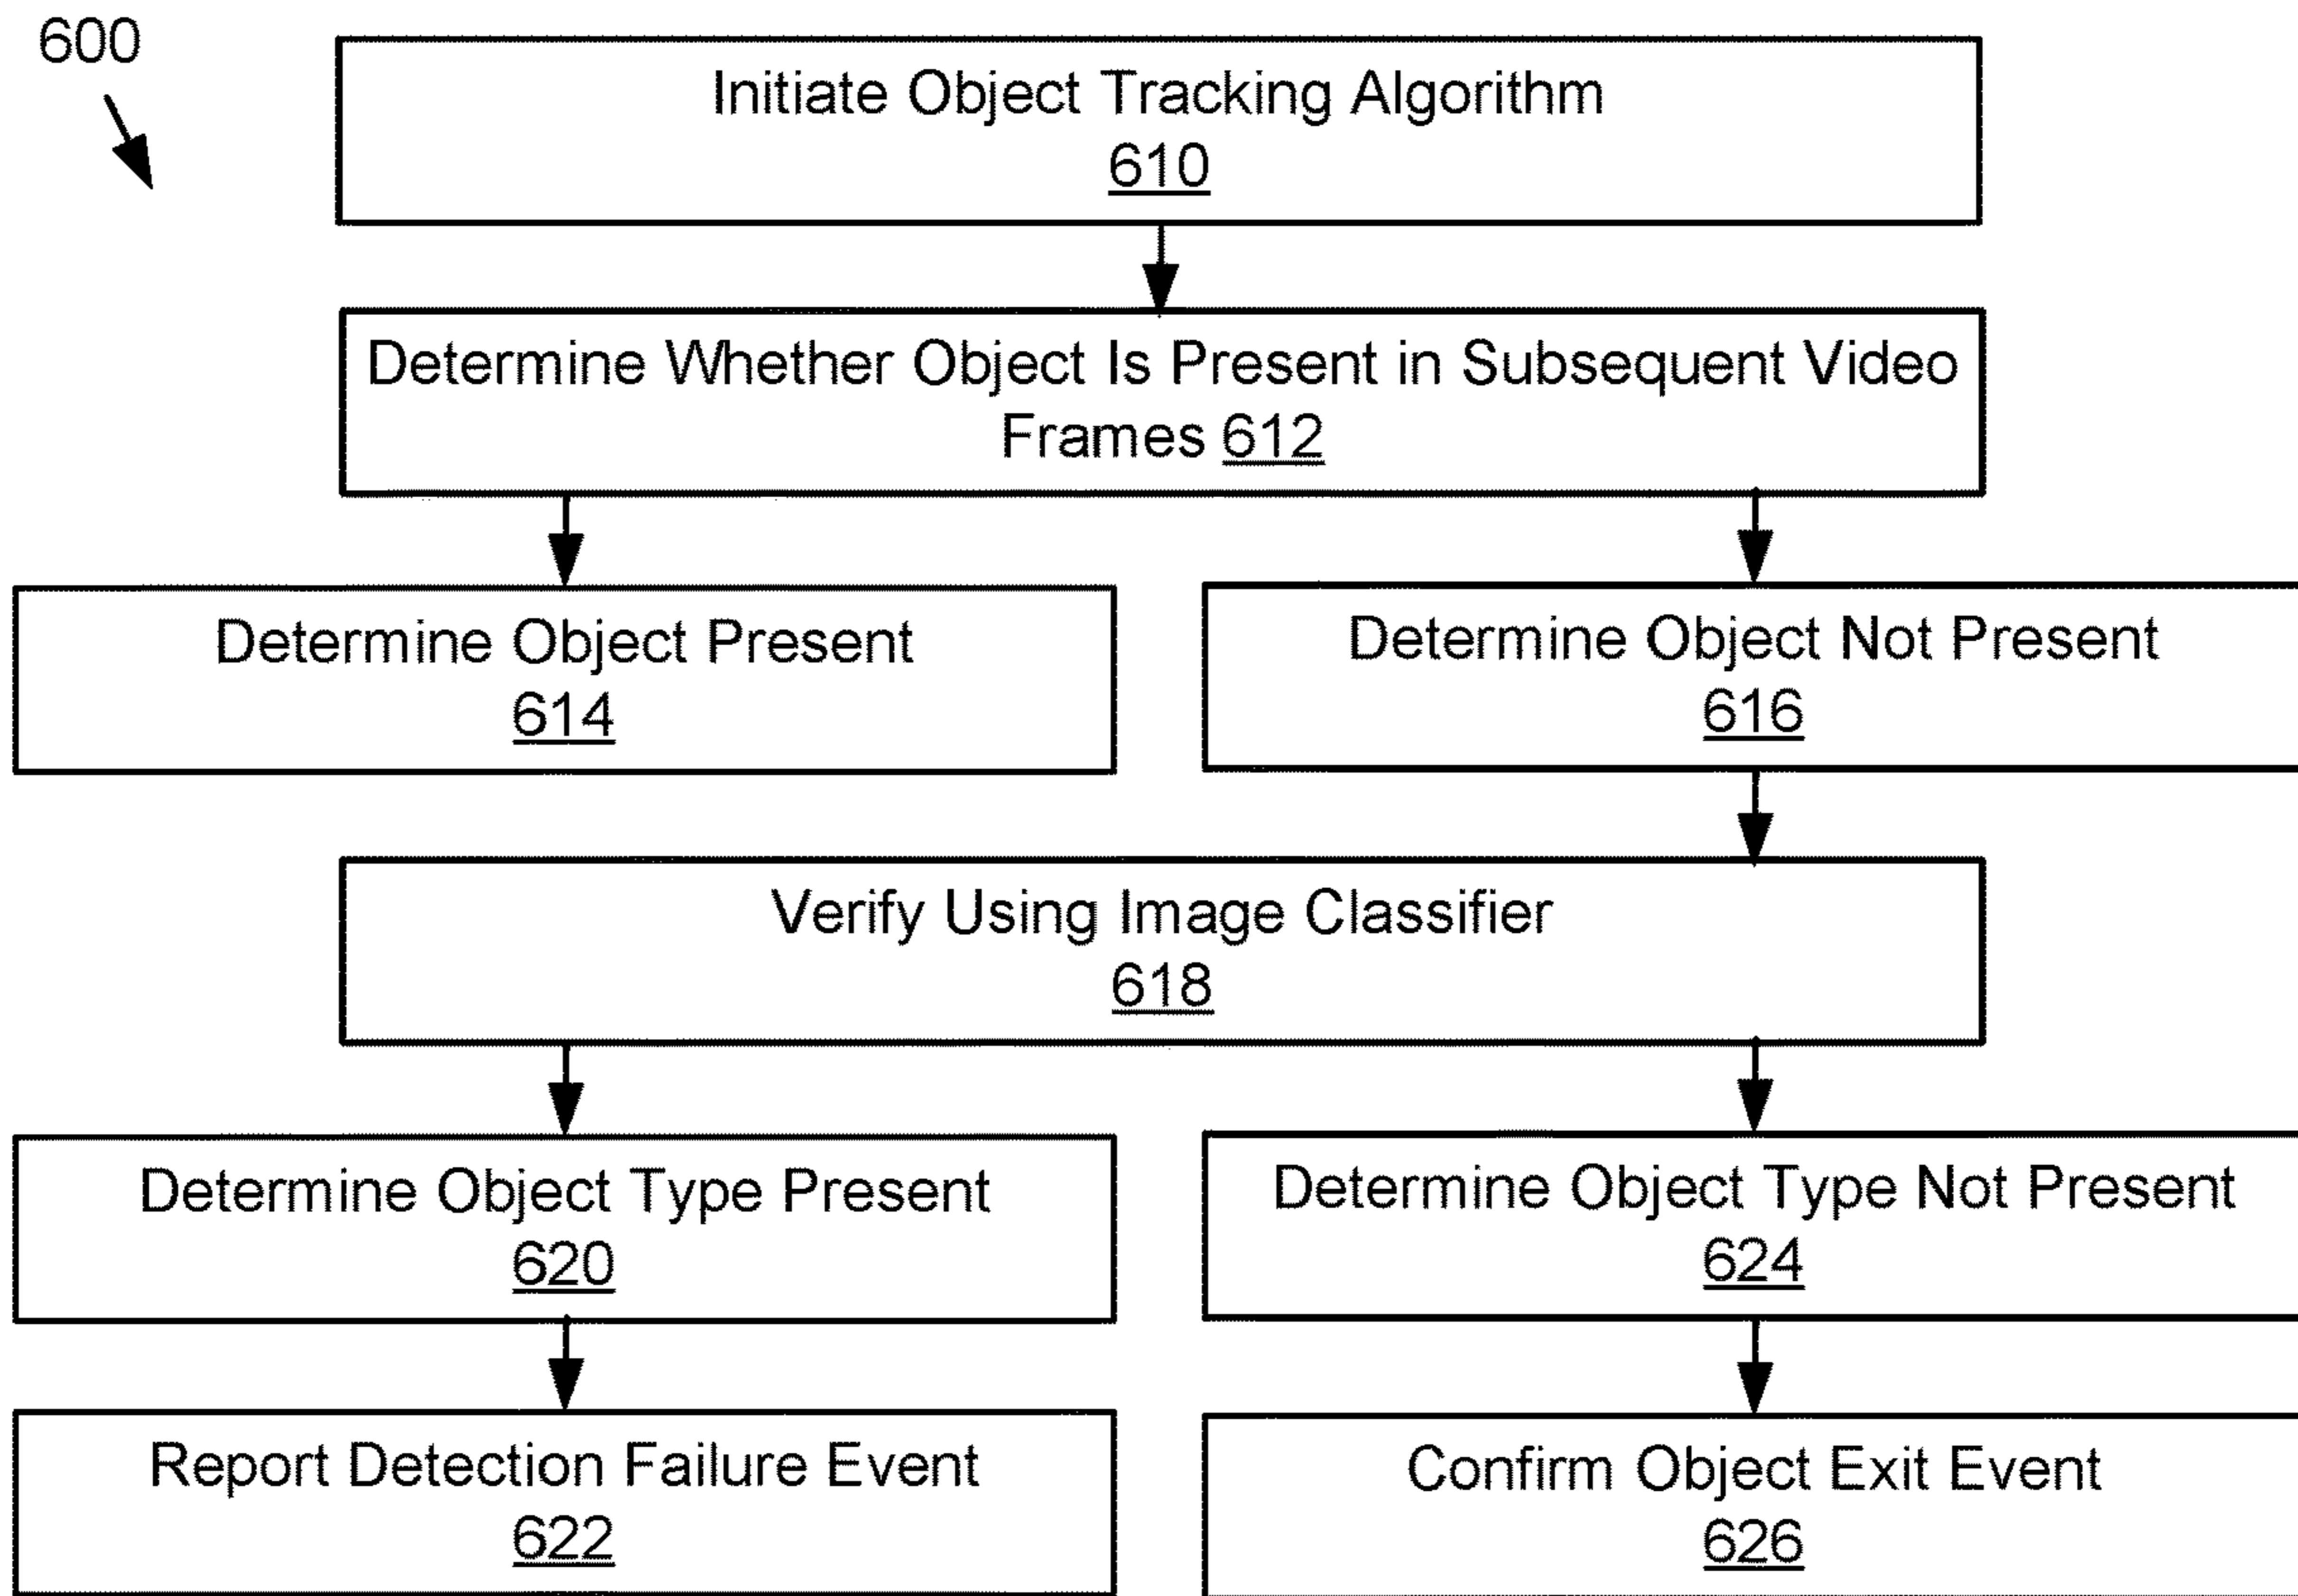 600
Initiate Object Tracking Algorithm
610
Determine Whether Object Is Present in Subsequent Video
Frames 612
Determine Object Present
614
Determine Object Not Present
616
Verify Using Image Classifier
618
Determine Object Type Present
620
Determine Object Type Not Present
624
Report Detection Failure Event
622
Confirm Object Exit Event
626